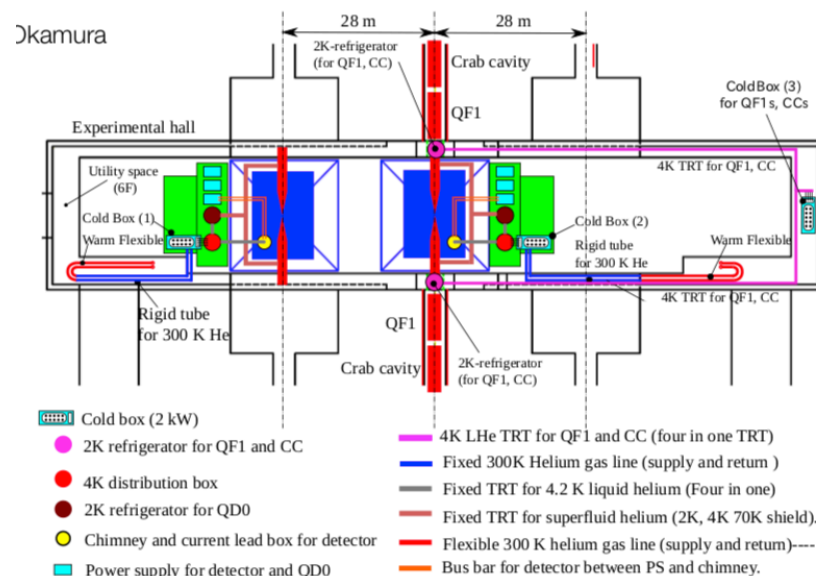 Okamura
28 m
28 m
2K-refrigerator
(for QF1, CC)
Crab cavity
QF1
ColdBox (3)
for QF1s, CCs
Experimental hall
4K TRT for QF1, CC
Utility space
(6F)
Cold Box (1)
Warm Flexible
Cold Box (2)
Rigid tube
for 300 K He
Warm Flexible
4K TRT for QF1, CC
Rigid tube
for 300 K He
QF1
Crab cavity
2K-refrigerator
(for QF1, CC)
Cold box (2 kW)
2K refrigerator for QF1 and CC
4K distribution box
2K refrigerator for QD0
Chimney and current lead box for detector
Power supply for detector and QD0
4K LHe TRT for QF1 and CC (four in one TRT)
Fixed 300K Helium gas line (supply and return )
Fixed TRT for 4.2 K liquid helium (Four in one)
Fixed TRT for superfluid helium (2K, 4K 70K shield).
Flexible 300 K helium gas line (supply and return)----
Bus bar for detector between PS and chimney.